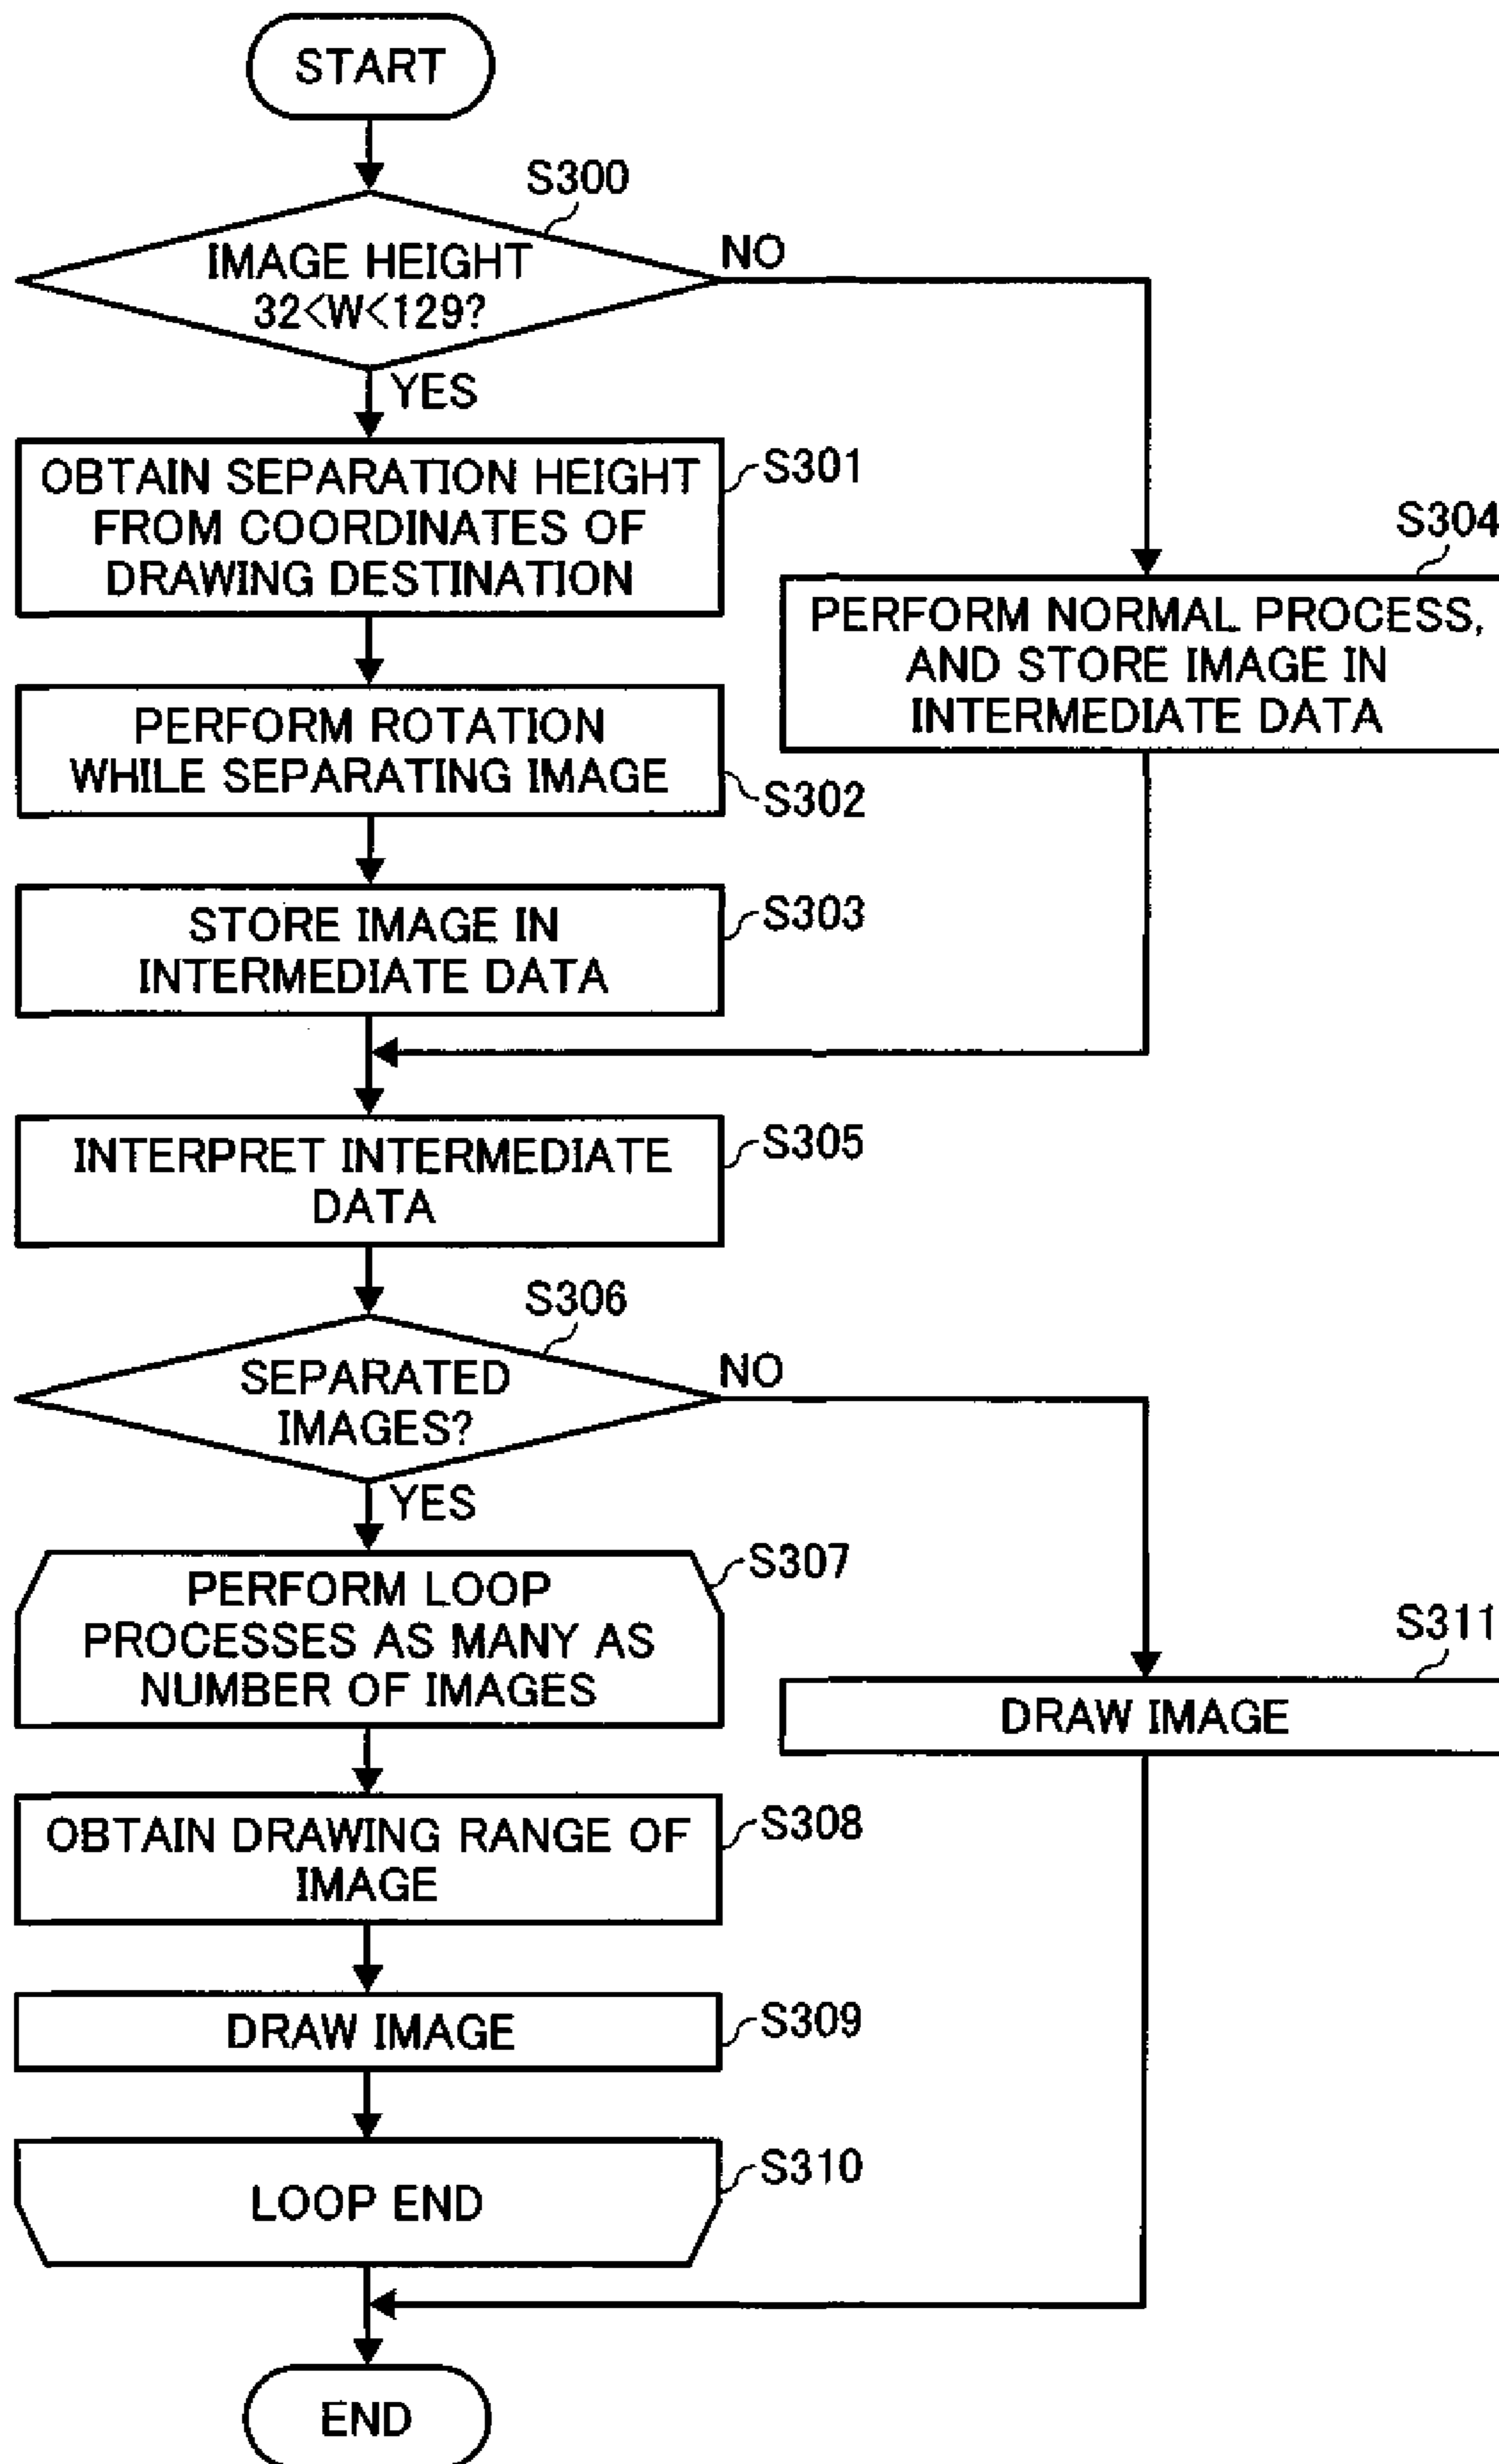 START
S300
IMAGE HEIGHT
32<W<129?
NO
YES
OBTAIN SEPARATION HEIGHT
FROM COORDINATES OF
DRAWING DESTINATION
S301
S304
PERFORM NORMAL PROCESS,
AND STORE IMAGE IN
INTERMEDIATE DATA
PERFORM ROTATION
WHILE SEPARATING IMAGE
S302
STORE IMAGE IN
INTERMEDIATE DATA
S303
INTERPRET INTERMEDIATE
DATA
S305
S306
SEPARATED
IMAGES?
NO
YES
PERFORM LOOP
PROCESSES AS MANY AS
NUMBER OF IMAGES
S307
S311
DRAW IMAGE
OBTAIN DRAWING RANGE OF
IMAGE
S308
DRAW IMAGE
S309
LOOP END
S310
END